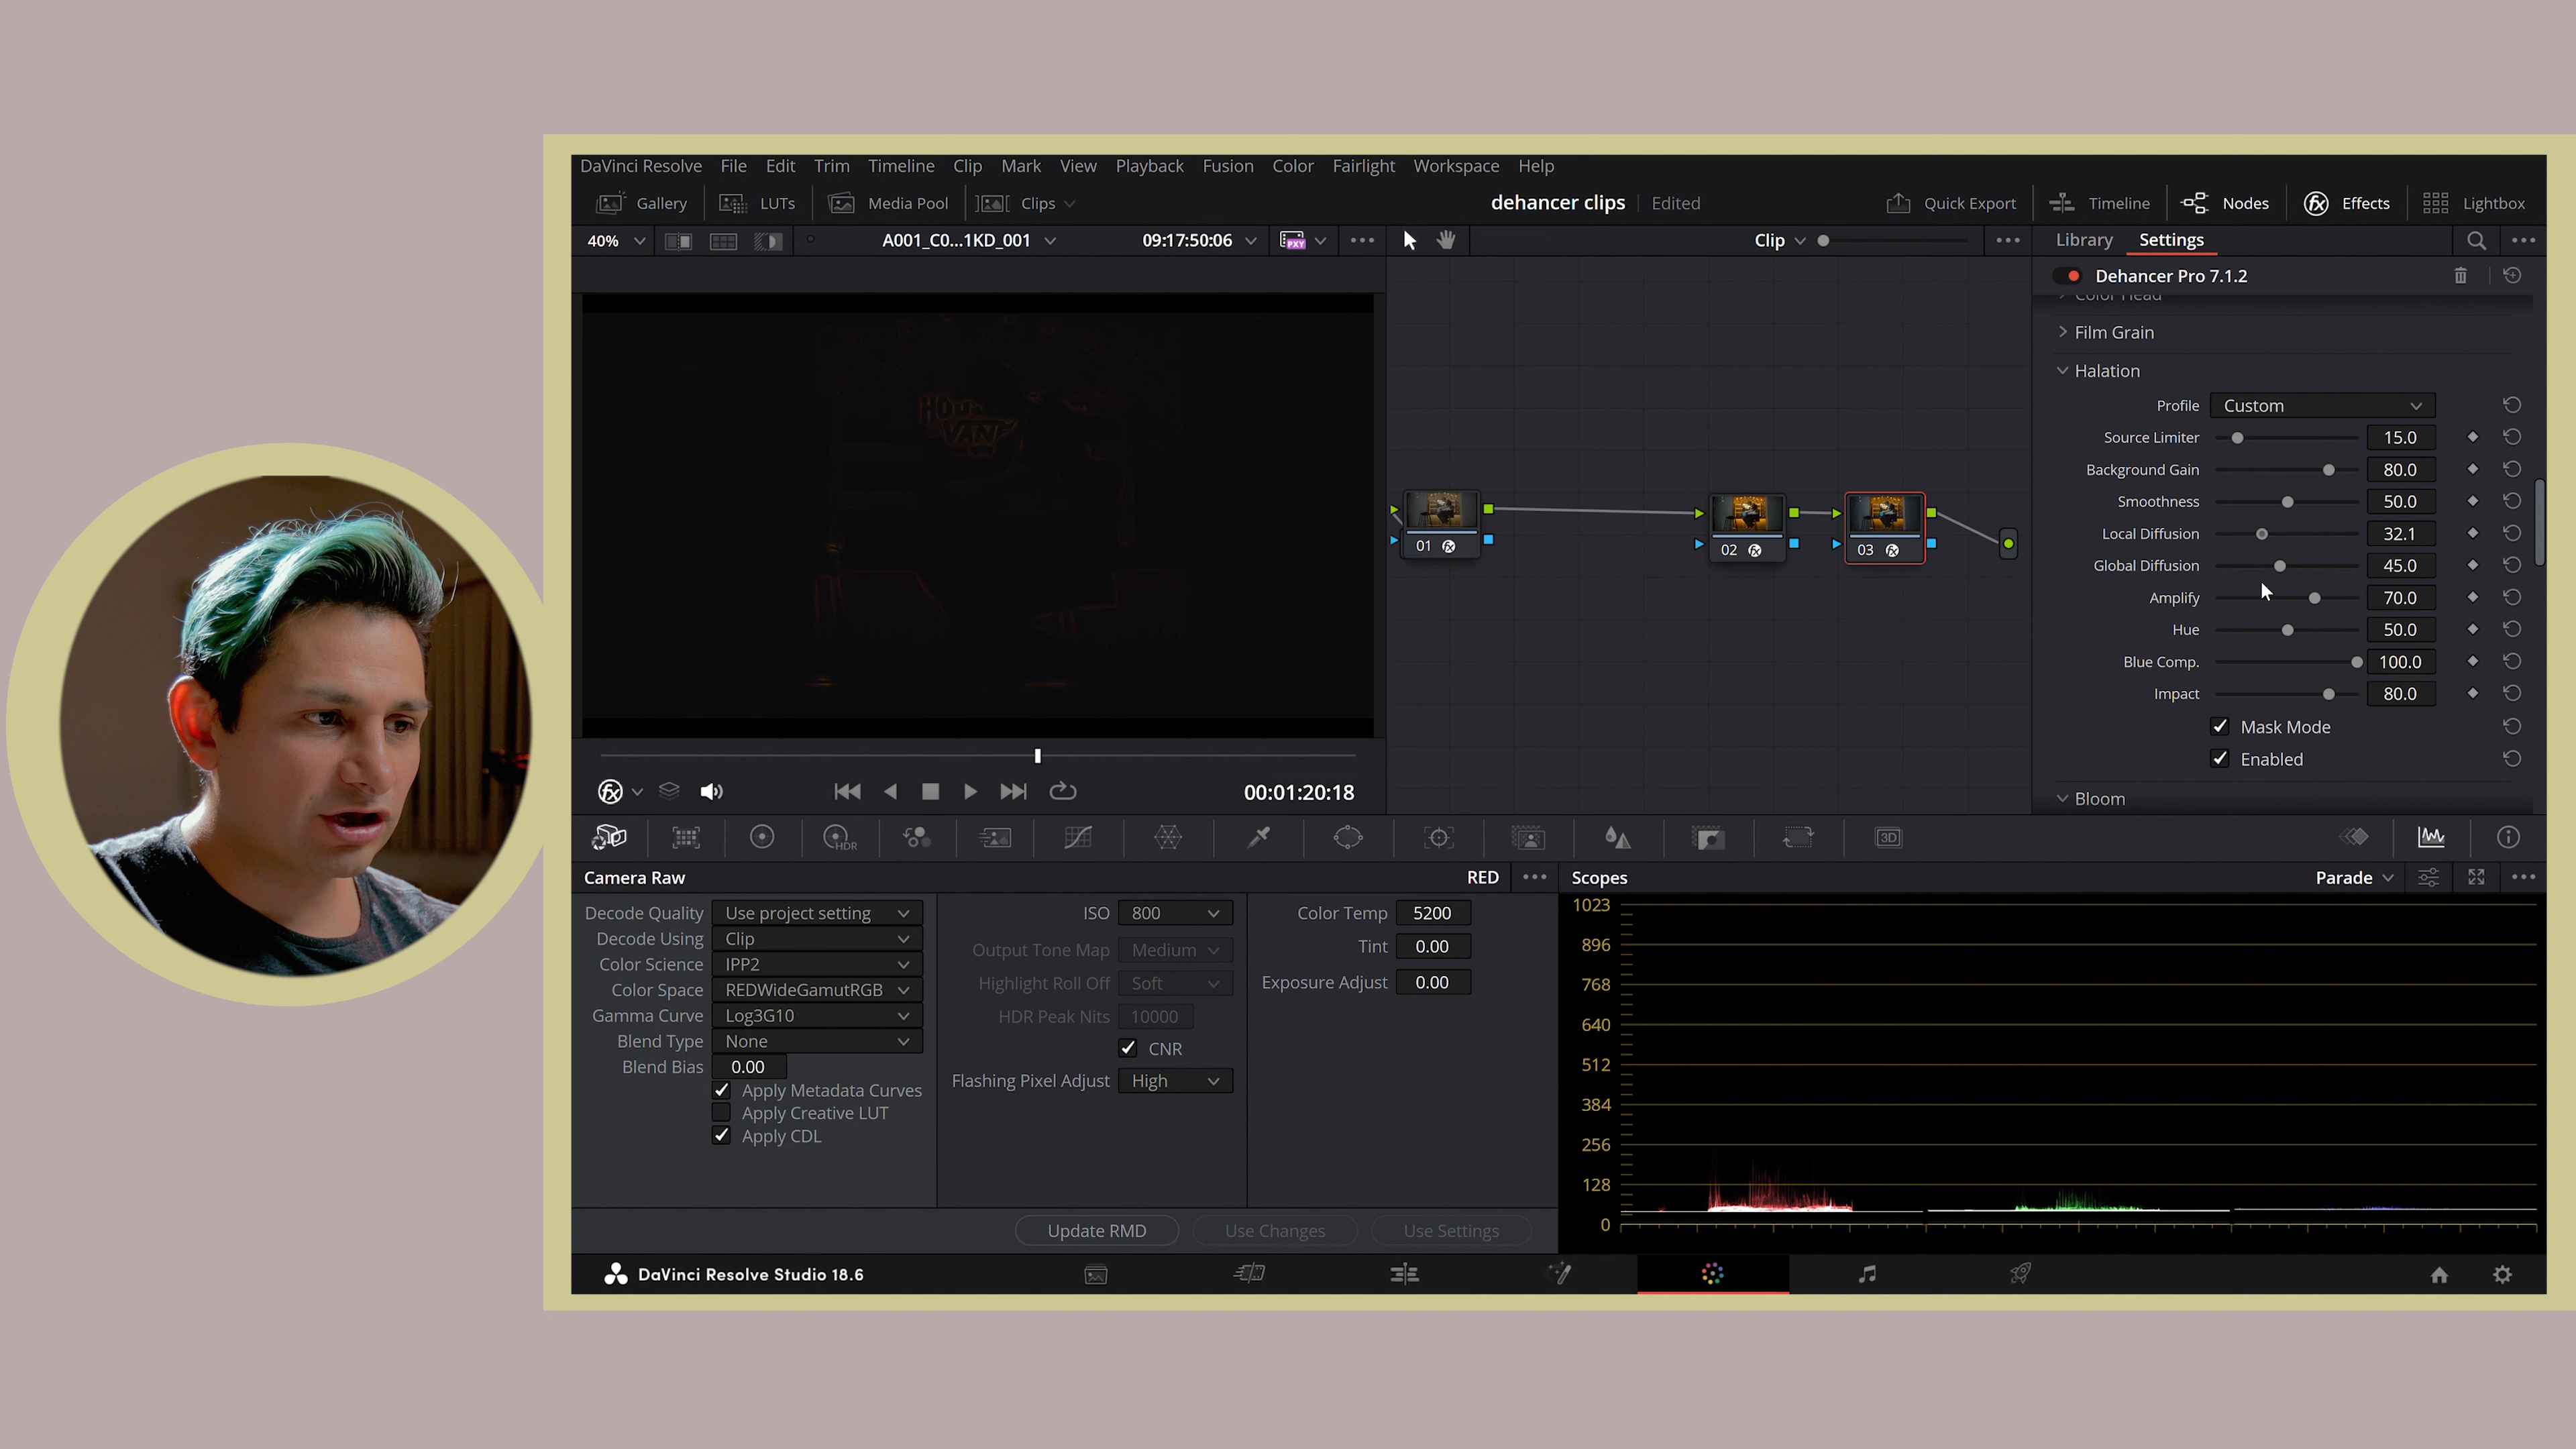 DaVinci Resolve File Edit Trim Timeline Clip Mark View Playback Fusion Color Fairlight Workspace Help
Gallery LUTs Media Pool Clips dehancer clips Edited Quick Export Timeline Nodes Effects Lightbox
40% A001_C0...1KD_001 09:17:50:06 PXY Clip Library Settings
Dehancer Pro 7.1.2
Color Head
Film Grain
Halation
Profile Custom
Source Limiter 15.0
Background Gain 80.0
Smoothness 50.0
Local Diffusion 32.1
Global Diffusion 45.0
Amplify 70.0
Hue 50.0
Blue Comp. 100.0
Impact 80.0
Mask Mode
Enabled
Bloom
01 02 03
00:01:20:18
HDR 3D
Camera Raw RED
Decode Quality Use project setting
Decode Using Clip
Color Science IPP2
Color Space REDWideGamutRGB
Gamma Curve Log3G10
Blend Type None
Blend Bias 0.00
Apply Metadata Curves
Apply Creative LUT
Apply CDL
ISO 800
Output Tone Map Medium
Highlight Roll Off Soft
HDR Peak Nits 10000
CNR
Flashing Pixel Adjust High
Color Temp 5200
Tint 0.00
Exposure Adjust 0.00
Update RMD Use Changes Use Settings
Scopes Parade
1023
896
768
640
512
384
256
128
0
DaVinci Resolve Studio 18.6